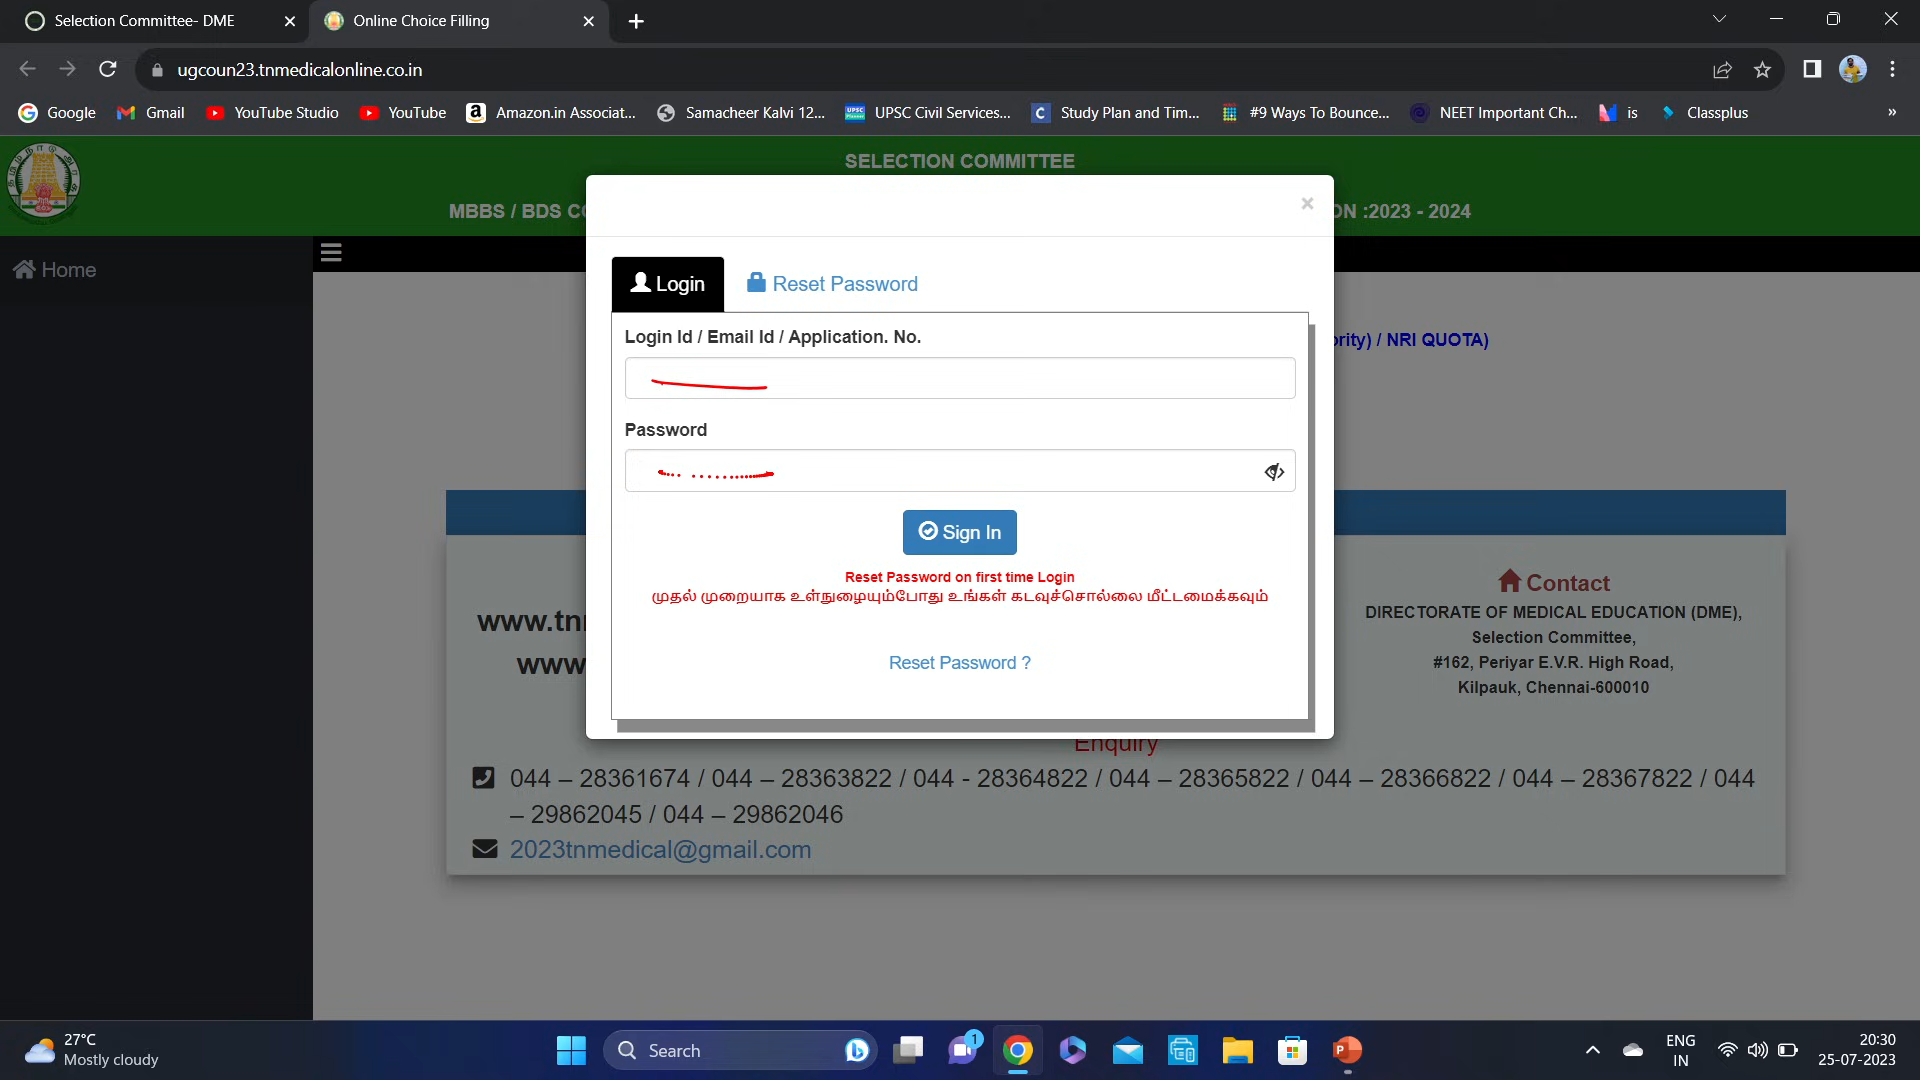 Selection Committee- DME
Online Choice Filling
ugcoun23.tnmedicalonline.co.in
Google
Gmail
YouTube Studio
YouTube
Amazon.in Associat...
Samacheer Kalvi 12...
UPSC Civil Services...
Study Plan and Tim...
#9 Ways To Bounce...
NEET Important Ch...
is
Classplus
SELECTION COMMITTEE
MBBS / BDS
:2023 - 2024
Home
Login
Reset Password
Login Id / Email Id / Application. No.
/ NRI QUOTA)
Password
Sign In
Reset Password on first time Login
முதல் முறையாக உள்நுழையும்போது உங்கள் கடவுச்சொல்லை மீட்டமைக்கவும்
Reset Password ?
www.tn
www
Contact
DIRECTORATE OF MEDICAL EDUCATION (DME),
Selection Committee,
#162, Periyar E.V.R. High Road,
Kilpauk, Chennai-600010
Enquiry
044 – 28361674 / 044 – 28363822 / 044 - 28364822 / 044 – 28365822 / 044 – 28366822 / 044 – 28367822 / 044
– 29862045 / 044 – 29862046
2023tnmedical@gmail.com
27°C
Mostly cloudy
Search
1
ENG
IN
20:30
25-07-2023